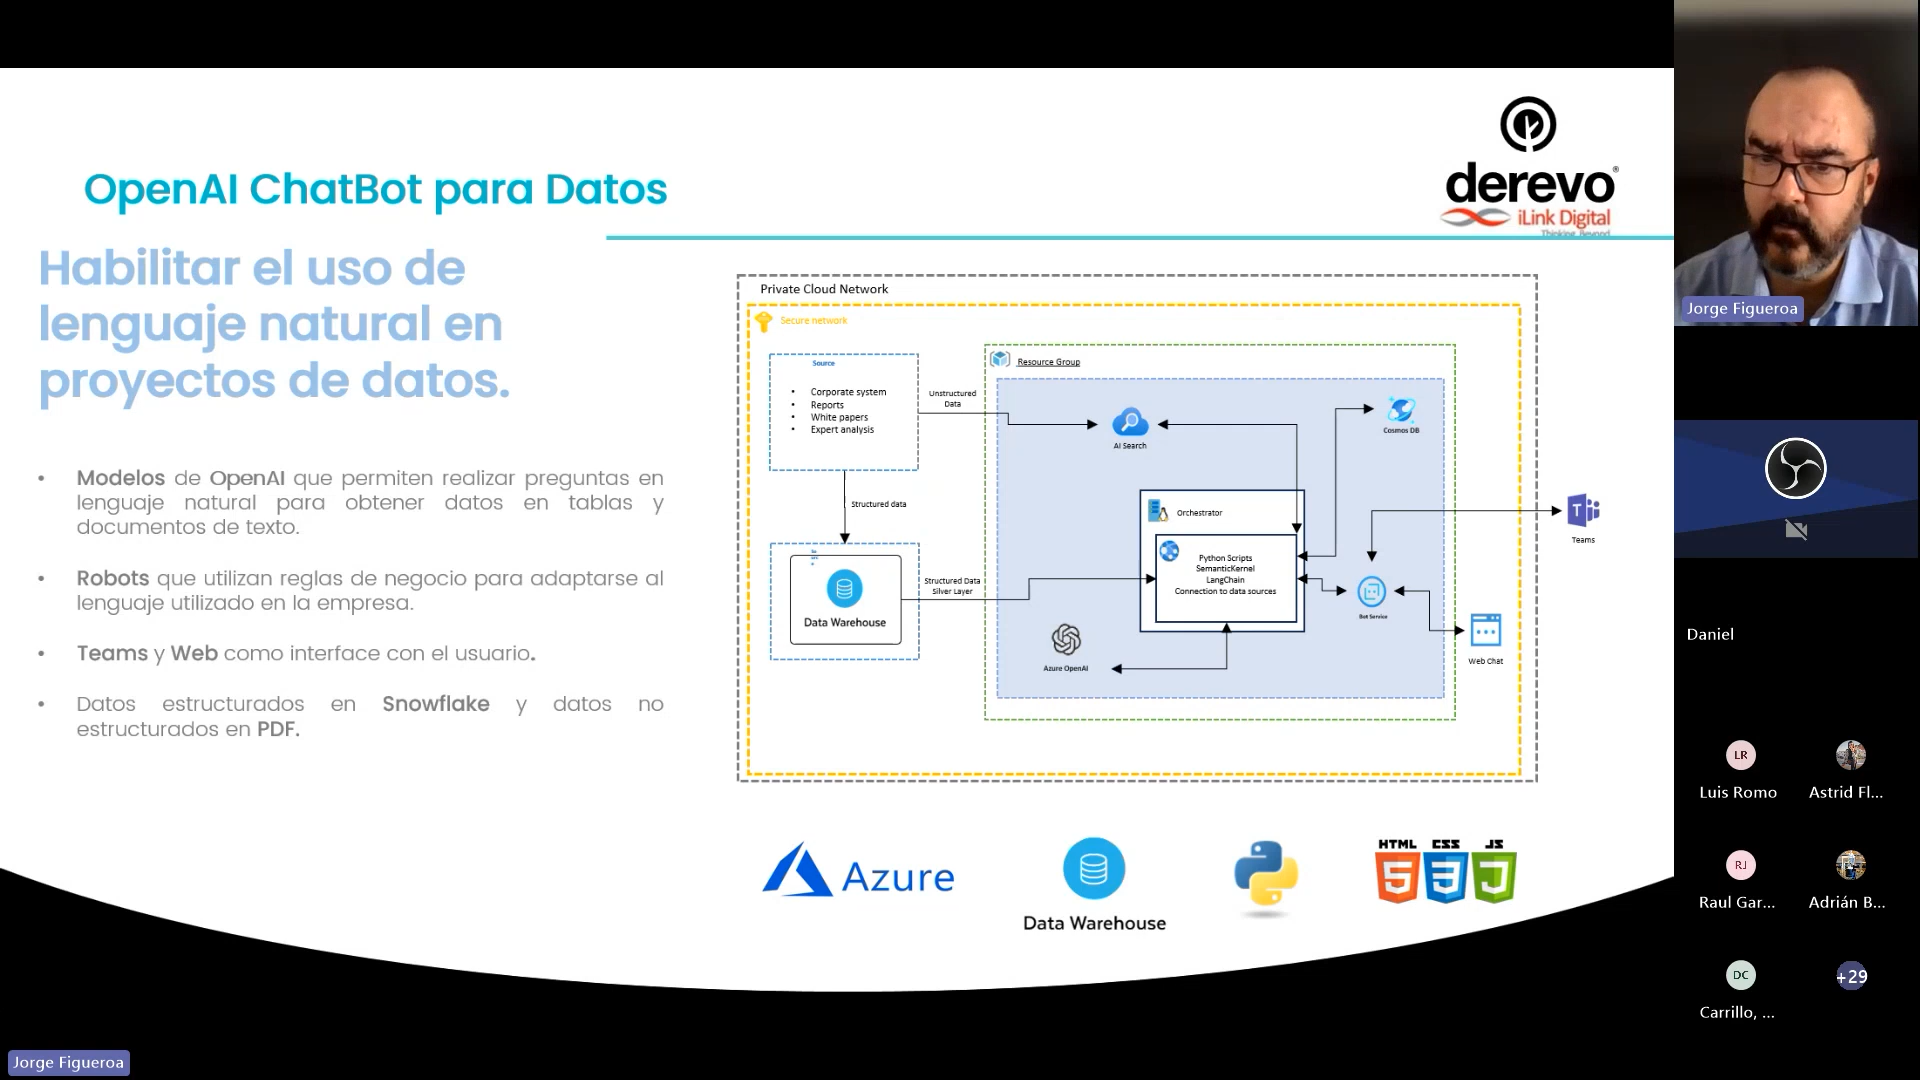 OpenAI ChatBot para Datos
derevo®
iLink Digital
Thinking. Beyond
Habilitar el uso de
lenguaje natural en
proyectos de datos.
• Modelos de OpenAI que permiten realizar preguntas en
lenguaje natural para obtener datos en tablas y
documentos de texto.
• Robots que utilizan reglas de negocio para adaptarse al
lenguaje utilizado en la empresa.
• Teams y Web como interface con el usuario.
• Datos estructurados en Snowflake y datos no
estructurados en PDF.
Private Cloud Network
Secure network
Source
• Corporate system
• Reports
• White papers
• Expert analysis
Unstructured
Data
Structured data
Data Warehouse
Structured Data
Silver Layer
Resource Group
AI Search
Cosmos DB
Orchestrator
Python Scripts
SemanticKernel
LangChain
Connection to data sources
Azure OpenAI
Bot Service
Teams
Web Chat
Azure
Data Warehouse
HTML CSS JS
5 3
Jorge Figueroa
Daniel
LR
Luis Romo
Astrid Fl...
RJ
Raul Gar...
Adrián B...
DC
Carrillo, ...
+29
Jorge Figueroa